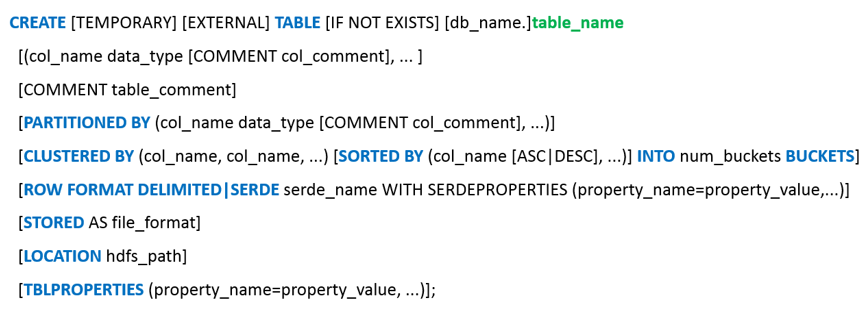 CREATE [TEMPORARY] [EXTERNAL] TABLE [IF NOT EXISTS] [db_name.]table_name
[(col_name data_type [COMMENT col_comment], ... ]
[COMMENT table_comment]
[PARTITIONED BY (col_name data_type [COMMENT col_comment], ...)]
[CLUSTERED BY (col_name, col_name, ...) [SORTED BY (col_name [ASC|DESC], ...)] INTO num_buckets BUCKETS]
[ROW FORMAT DELIMITED|SERDE serde_name WITH SERDEPROPERTIES (property_name=property_value,...)]
[STORED AS file_format]
[LOCATION hdfs_path]
[TBLPROPERTIES (property_name=property_value, ...)];